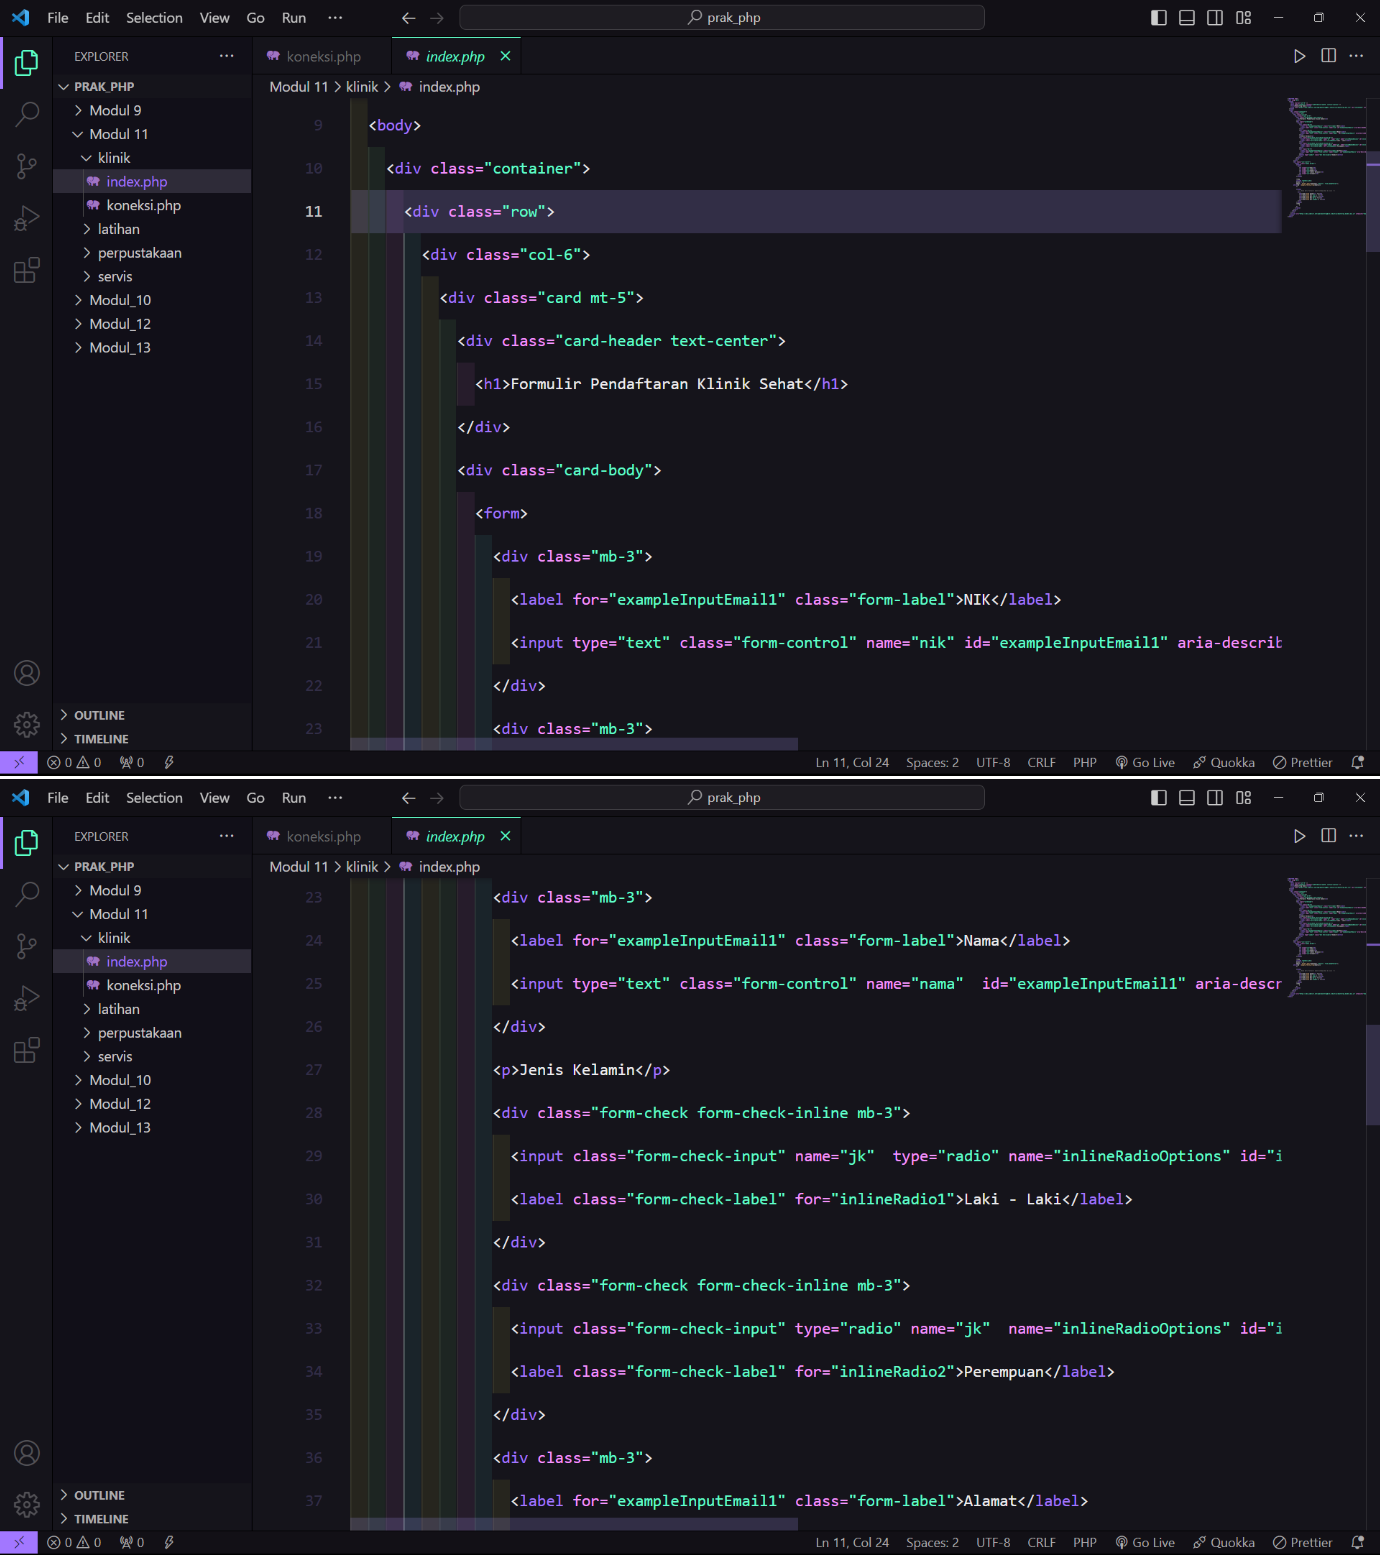 File Edit Selection View Go Run ··· prak_php
EXPLORER ··· koneksi.php index.php
PRAK_PHP Modul 11 > klinik > index.php
Modul 9
Modul 11
klinik
index.php
koneksi.php
latihan
perpustakaan
servis
Modul_10
Modul_12
Modul_13
OUTLINE
TIMELINE
9 <body>
10 <div class="container">
11 <div class="row">
12 <div class="col-6">
13 <div class="card mt-5">
14 <div class="card-header text-center">
15 <h1>Formulir Pendaftaran Klinik Sehat</h1>
16 </div>
17 <div class="card-body">
18 <form>
19 <div class="mb-3">
20 <label for="exampleInputEmail1" class="form-label">NIK</label>
21 <input type="text" class="form-control" name="nik" id="exampleInputEmail1" aria-describ
22 </div>
23 <div class="mb-3">
0 0 0 Ln 11, Col 24 Spaces: 2 UTF-8 CRLF PHP Go Live Quokka Prettier
File Edit Selection View Go Run ··· prak_php
EXPLORER ··· koneksi.php index.php
PRAK_PHP Modul 11 > klinik > index.php
Modul 9
Modul 11
klinik
index.php
koneksi.php
latihan
perpustakaan
servis
Modul_10
Modul_12
Modul_13
OUTLINE
TIMELINE
23 <div class="mb-3">
24 <label for="exampleInputEmail1" class="form-label">Nama</label>
25 <input type="text" class="form-control" name="nama"  id="exampleInputEmail1" aria-descr
26 </div>
27 <p>Jenis Kelamin</p>
28 <div class="form-check form-check-inline mb-3">
29 <input class="form-check-input" name="jk"  type="radio" name="inlineRadioOptions" id="i
30 <label class="form-check-label" for="inlineRadio1">Laki - Laki</label>
31 </div>
32 <div class="form-check form-check-inline mb-3">
33 <input class="form-check-input" type="radio" name="jk"  name="inlineRadioOptions" id="i
34 <label class="form-check-label" for="inlineRadio2">Perempuan</label>
35 </div>
36 <div class="mb-3">
37 <label for="exampleInputEmail1" class="form-label">Alamat</label>
0 0 0 Ln 11, Col 24 Spaces: 2 UTF-8 CRLF PHP Go Live Quokka Prettier